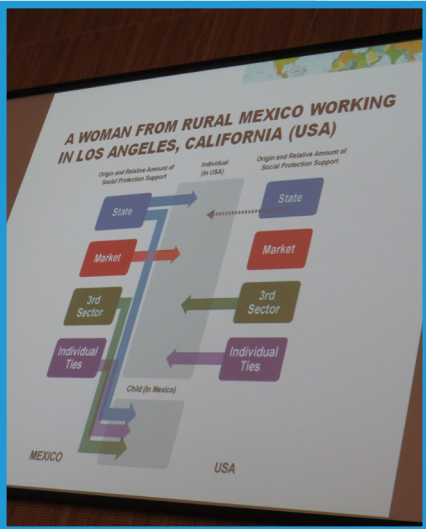 A WOMAN FROM RURAL MEXICO WORKING
IN LOS ANGELES, CALIFORNIA (USA)
Origin and Relative Amount of
Social Protection Support
Individual
(In USA)
Origin and Relative Amount of
Social Protection Support
State
State
Market
Market
3rd
Sector
3rd
Sector
Individual
Ties
Individual
Ties
Child (In Mexico)
MEXICO
USA